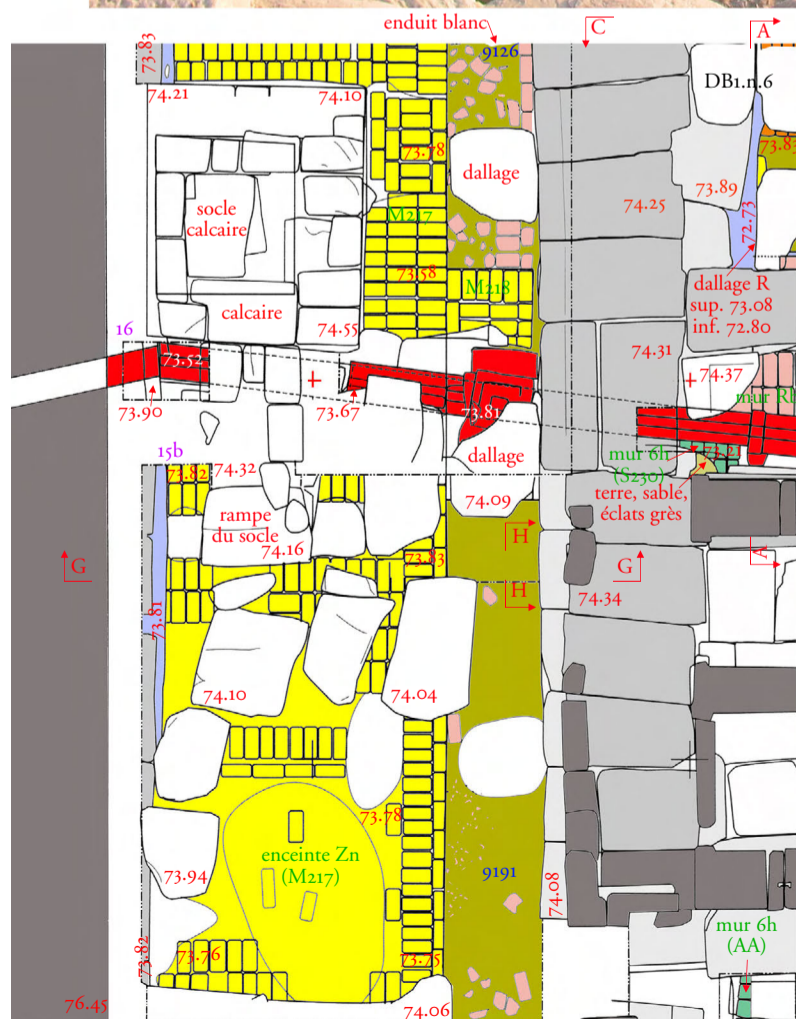 enduit blanc
C
A
73.83
9126
74.21
74.10
DB1.n.6
73.78
73.83
dallage
73.89
socle
calcaire
M217
74.25
72.73
73.58
M218
dallage R
sup. 73.08
inf. 72.80
calcaire
74.55
16
73.52
74.31
74.37
73.90
73.67
73.81
15b
mur 6h
(S230)
73.21
73.82
74.32
dallage
terre, sable,
éclats grès
74.09
rampe
du socle
74.16
H
G
73.83
G
A
H
74.34
73.81
74.10
74.04
73.78
enceinte Zn
(M217)
73.94
9191
74.08
mur 6h
(AA)
73.82
73.76
73.75
76.45
74.06